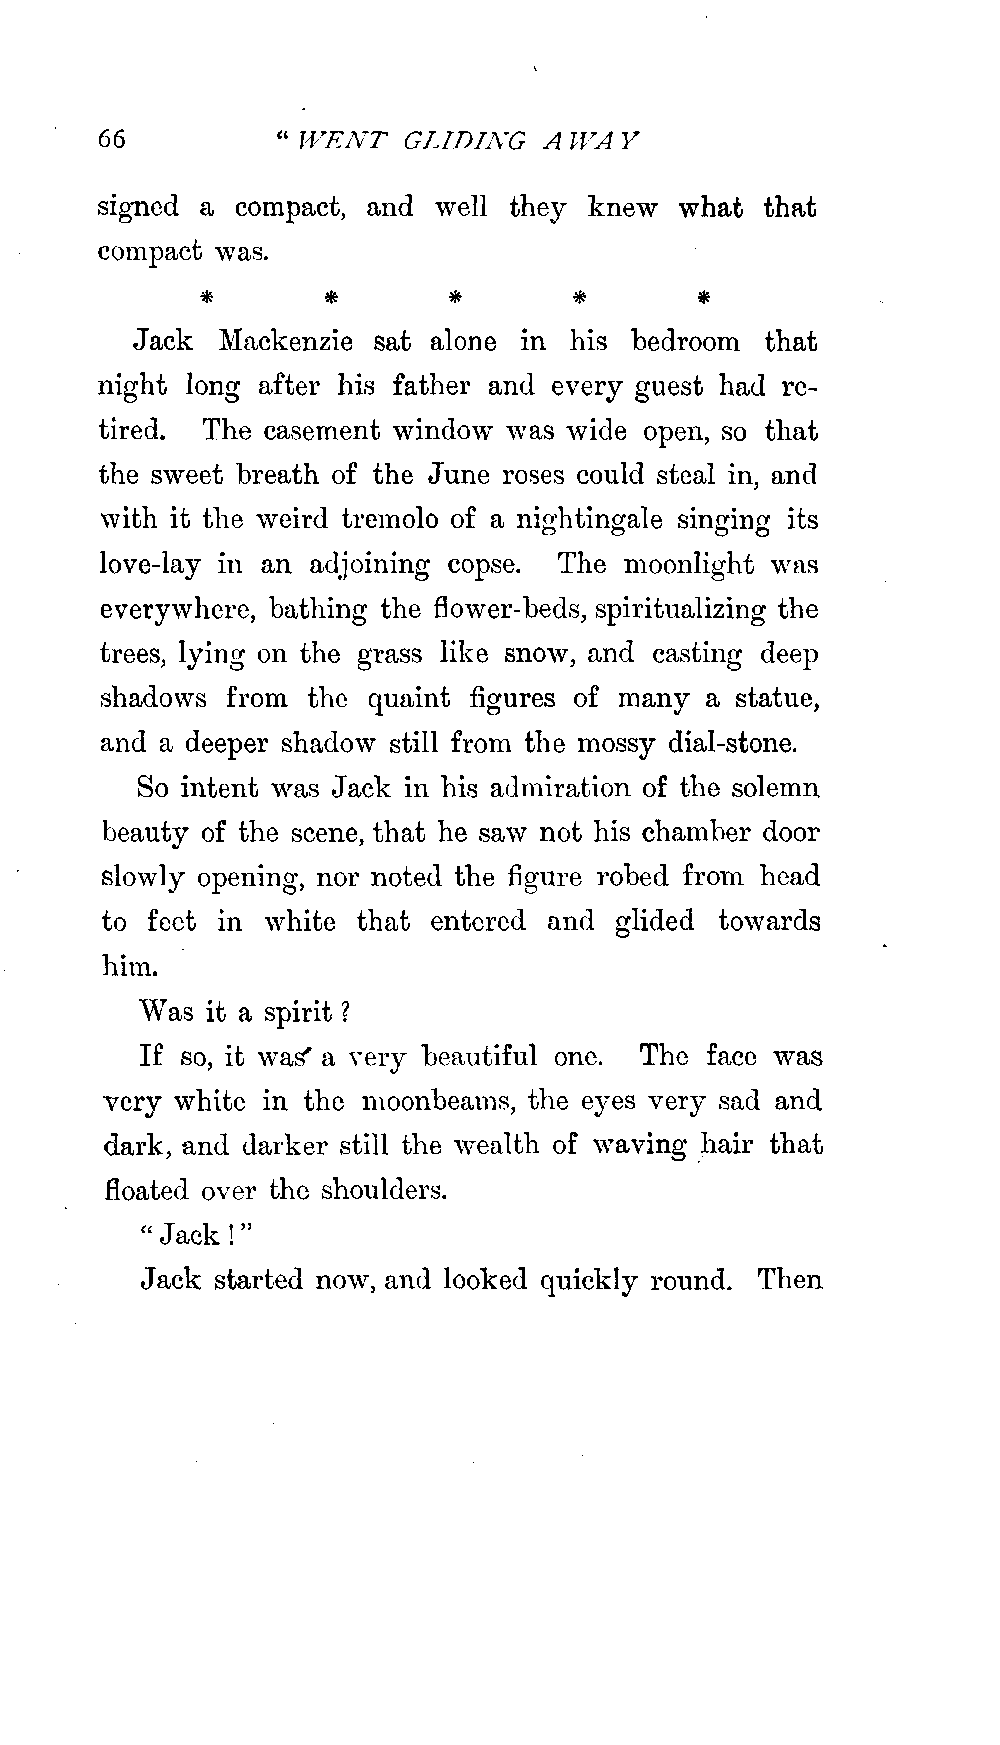 66 “ WENT GLIDING AWAY
signed a compact, and well they knew what that
compact was.
* * * * *
Jack Mackenzie sat alone in his bedroom that
night long after his father and every guest had re-
tired. The casement window was wide open, so that
the sweet breath of the June roses could steal in, and
with it the weird tremolo of a nightingale singing its
love-lay in an adjoining copse. The moonlight was
everywhere, bathing the flower-beds, spiritualizing the
trees, lying on the grass like snow, and casting deep
shadows from the quaint figures of many a statue,
and a deeper shadow still from the mossy dial-stone.
So intent was Jack in his admiration of the solemn
beauty of the scene, that he saw not his chamber door
slowly opening, nor noted the figure robed from head
to feet in white that entered and glided towards
him.
Was it a spirit ?
If so, it was a very beautiful one. The face was
very white in the moonbeams, the eyes very sad and
dark, and darker still the wealth of waving hair that
floated over the shoulders.
“ Jack ! ”
Jack started now, and looked quickly round. Then